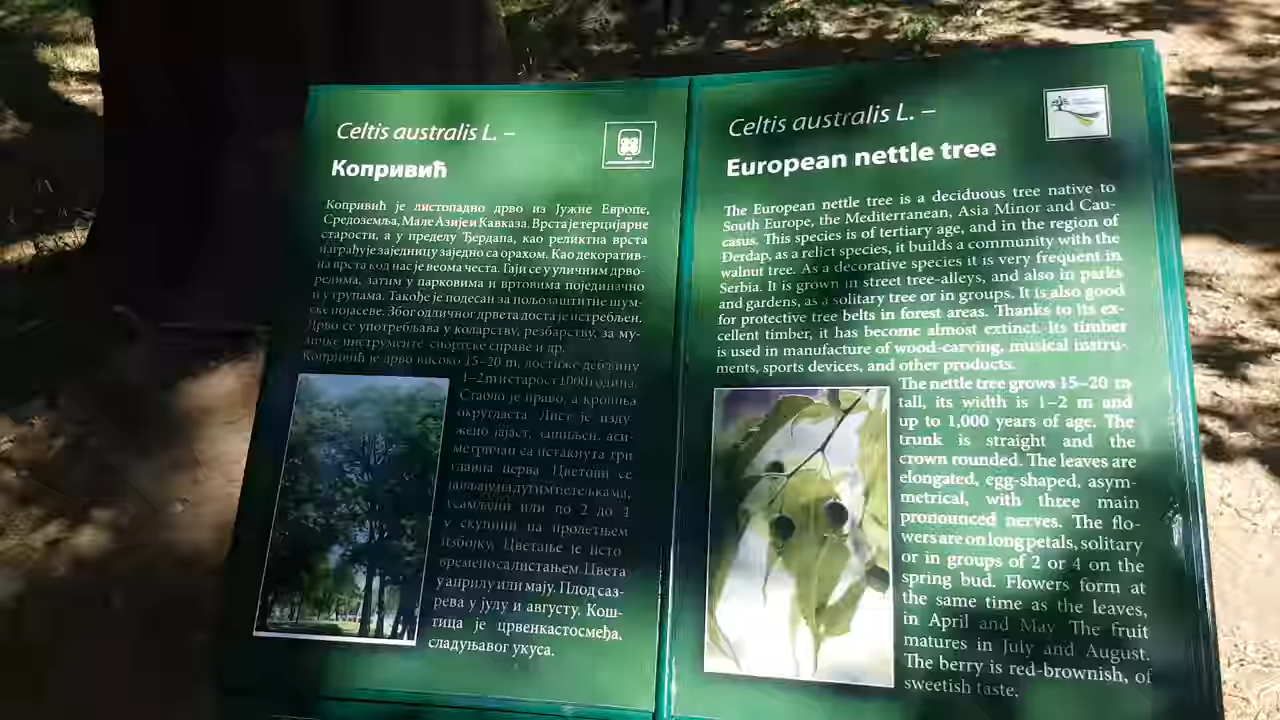 Celtis australis L. –
Копривић
Копривић је листопадно дрво из Јужне Европе,
Средоземља, Мале Азије и Кавказа. Врста је терцијарне
старости, а у пределу Ђердапа, као реликтна врста
награђује заједницу заједно са орахом. Као декоратив-
на врста код нас је веома честа. Гаји се у уличним дрво-
редима, затим у парковима и вртовима појединачно
и у групама. Такође је подесан за пољозаштитне шум-
ске појасеве. Због одличног дрвета доста је истребљен.
Дрво се употребљава у коларству, резбарству, за му-
зичке инструменте, спортске справе и др.
Копривић је дрво високо 15–20 m, достиже дебљину
1–2 m и старост 1000 година.
Стабло је право, а крошња
округласта. Лист је изду-
жено јајаст, зашиљен, аси-
метричан са истакнута три
главна нерва. Цветови се
јављају на дугим петељкама,
усамљени или по 2 до 4
у скупини на пролетњем
избојку. Цветање је исто-
времено са листањем. Цвета
у априлу или мају. Плод саз-
рева у јулу и августу. Кош-
тица је црвенкастосмеђа,
сладуњавог укуса.
Celtis australis L. –
European nettle tree
The European nettle tree is a deciduous tree native to
South Europe, the Mediterranean, Asia Minor and Cau-
casus. This species is of tertiary age, and in the region of
Đerdap, as a relict species, it builds a community with the
walnut tree. As a decorative species it is very frequent in
Serbia. It is grown in street tree-alleys, and also in parks
and gardens, as a solitary tree or in groups. It is also good
for protective tree belts in forest areas. Thanks to its ex-
cellent timber, it has become almost extinct. Its timber
is used in manufacture of wood-carving, musical instru-
ments, sports devices, and other products.
The nettle tree grows 15–20 m
tall, its width is 1–2 m and
up to 1,000 years of age. The
trunk is straight and the
crown rounded. The leaves are
elongated, egg-shaped, asym-
metrical, with three main
pronounced nerves. The flo-
wers are on long petals, solitary
or in groups of 2 or 4 on the
spring bud. Flowers form at
the same time as the leaves,
in April and May. The fruit
matures in July and August.
The berry is red-brownish, of
sweetish taste.